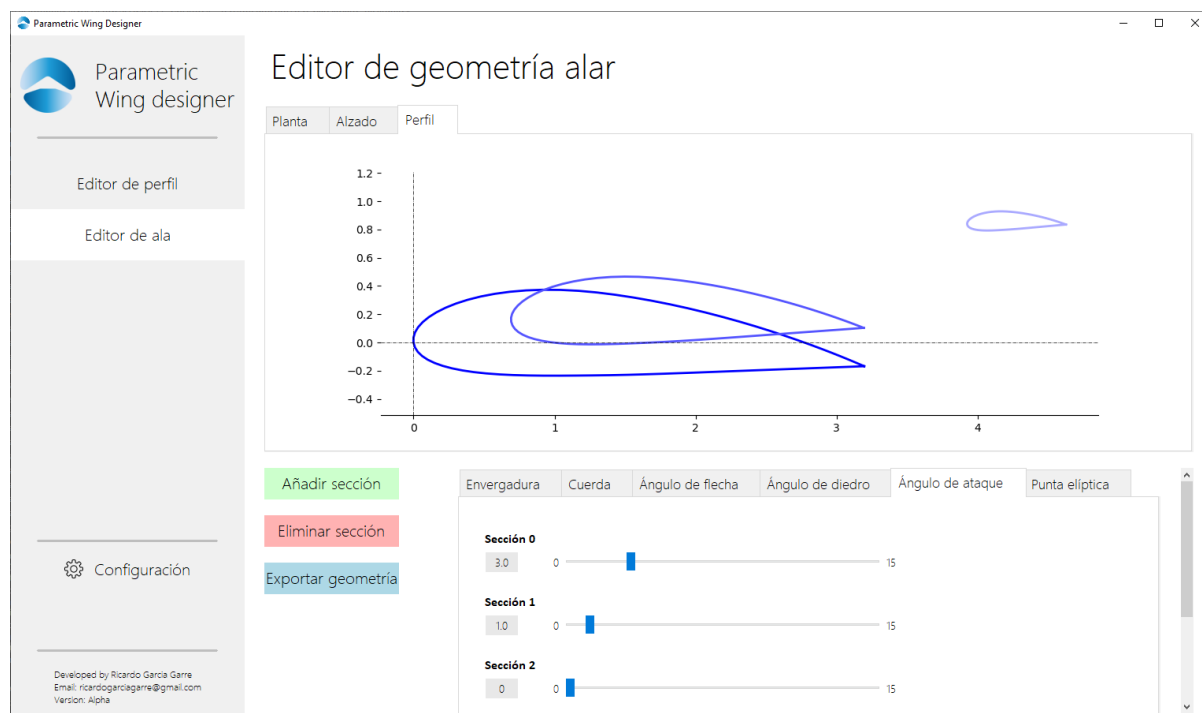 Parametric Wing Designer
Parametric
Wing designer
Editor de perfil
Editor de ala
Configuración
Developed by Ricardo Garcia Garre
Email: ricardogarciagarre@gmail.com
Version: Alpha
Editor de geometría alar
Planta Alzado Perfil
1.2
1.0
0.8
0.6
0.4
0.2
0.0
−0.2
−0.4
0 1 2 3 4
Añadir sección
Eliminar sección
Exportar geometría
Envergadura Cuerda Ángulo de flecha Ángulo de diedro Ángulo de ataque Punta elíptica
Sección 0
3.0 0 15
Sección 1
1.0 0 15
Sección 2
0 0 15